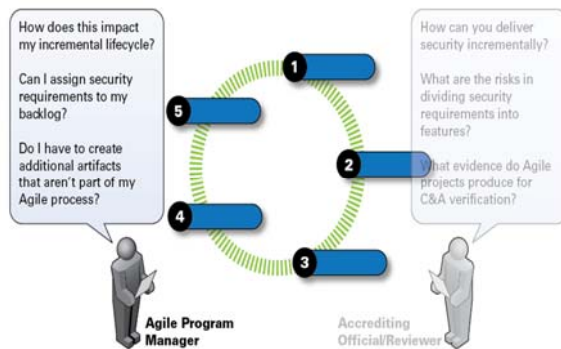 How does this impact
my incremental lifecycle?
Can I assign security
requirements to my
backlog?
Do I have to create
additional artifacts
that aren't part of my
Agile process?
1
2
3
4
5
How can you deliver
security incrementally?
What are the risks in
dividing security
requirements into
features?
What evidence do Agile
projects produce for
C&A verification?
Agile Program
Manager
Accrediting
Official/Reviewer